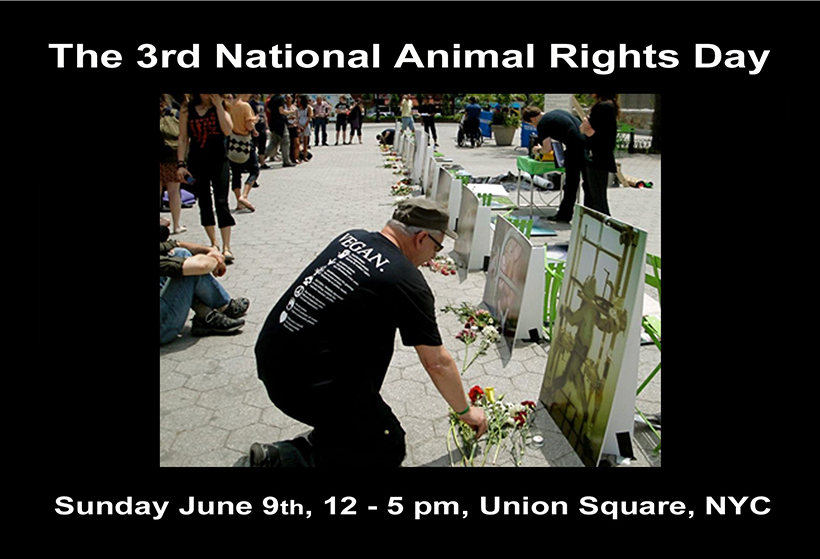 The 3rd National Animal Rights Day
VEGAN.
Sunday June 9th, 12 - 5 pm, Union Square, NYC